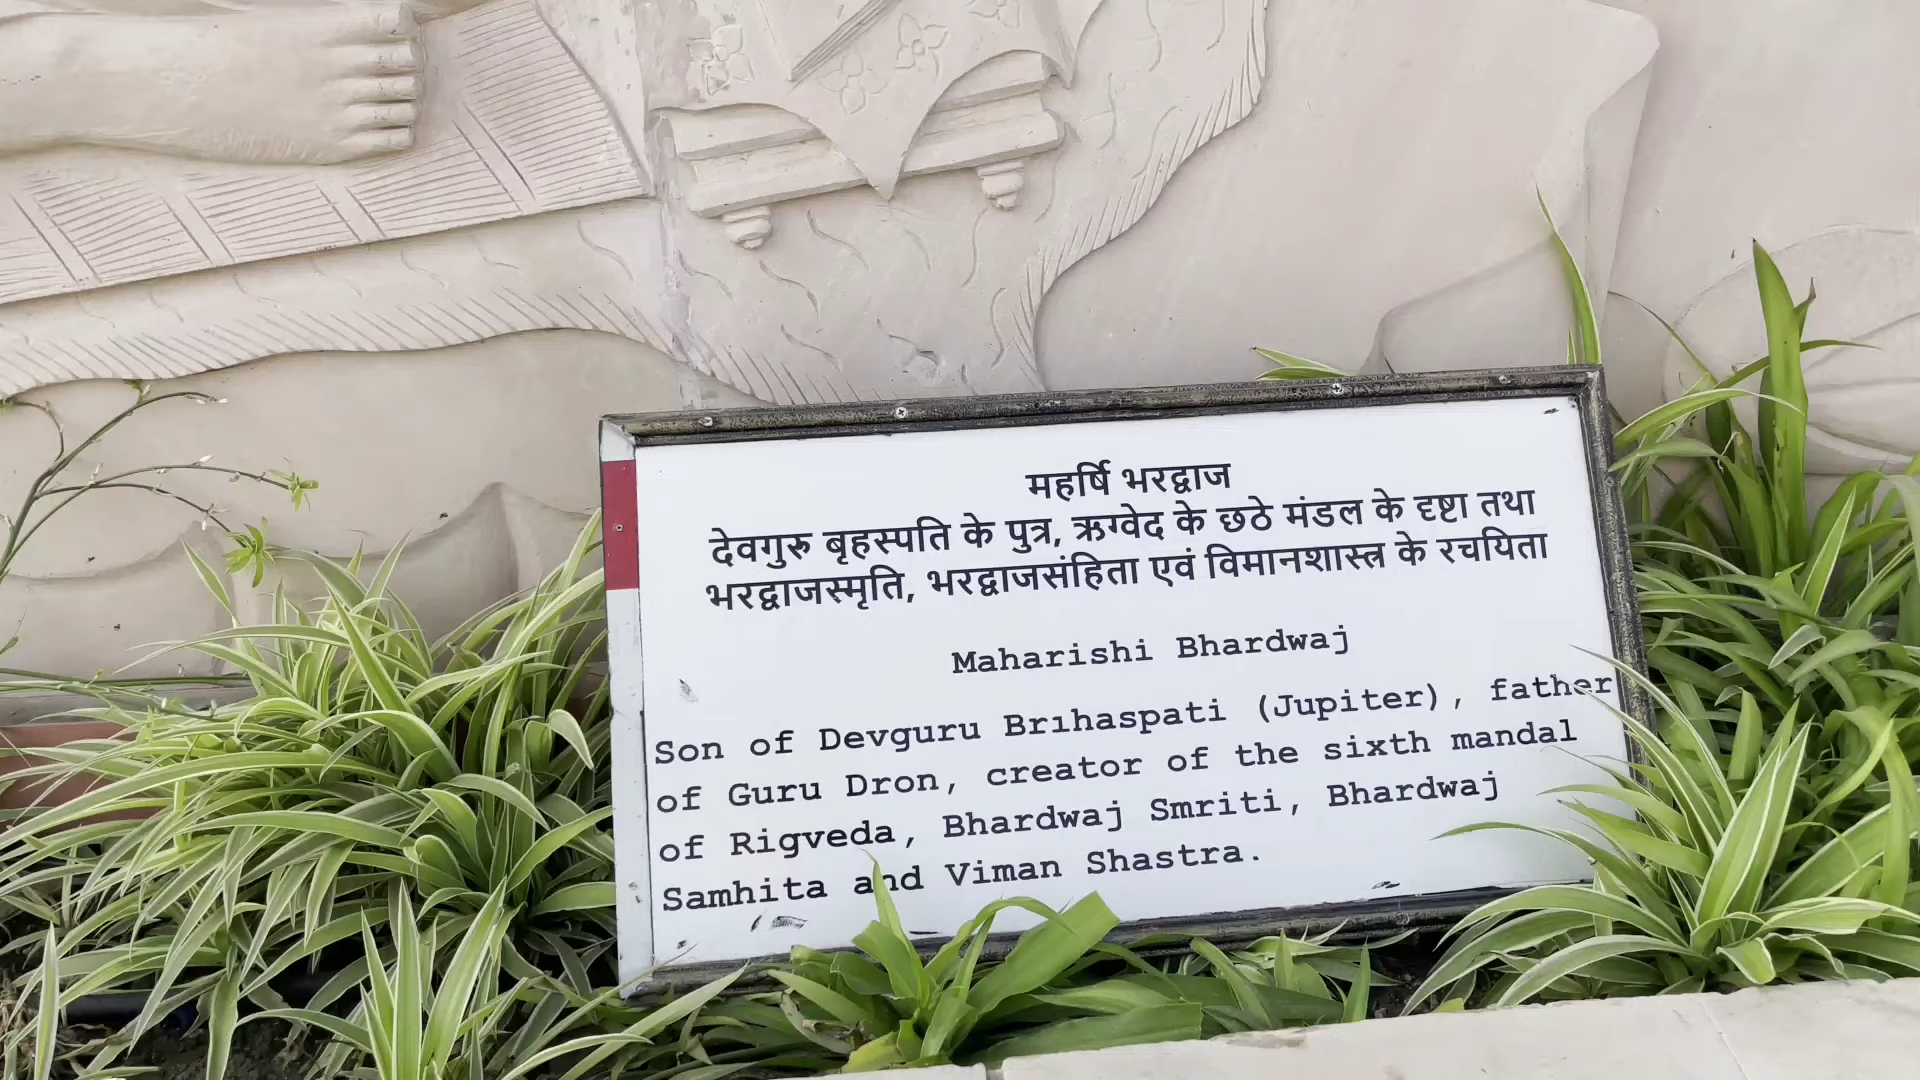 महर्षि भरद्वाज
देवगुरु बृहस्पति के पुत्र, ऋग्वेद के छठे मंडल के दृष्टा तथा
भरद्वाजस्मृति, भरद्वाजसंहिता एवं विमानशास्त्र के रचयिता
Maharishi Bhardwaj
Son of Devguru Brihaspati (Jupiter), father
of Guru Dron, creator of the sixth mandal
of Rigveda, Bhardwaj Smriti, Bhardwaj
Samhita and Viman Shastra.